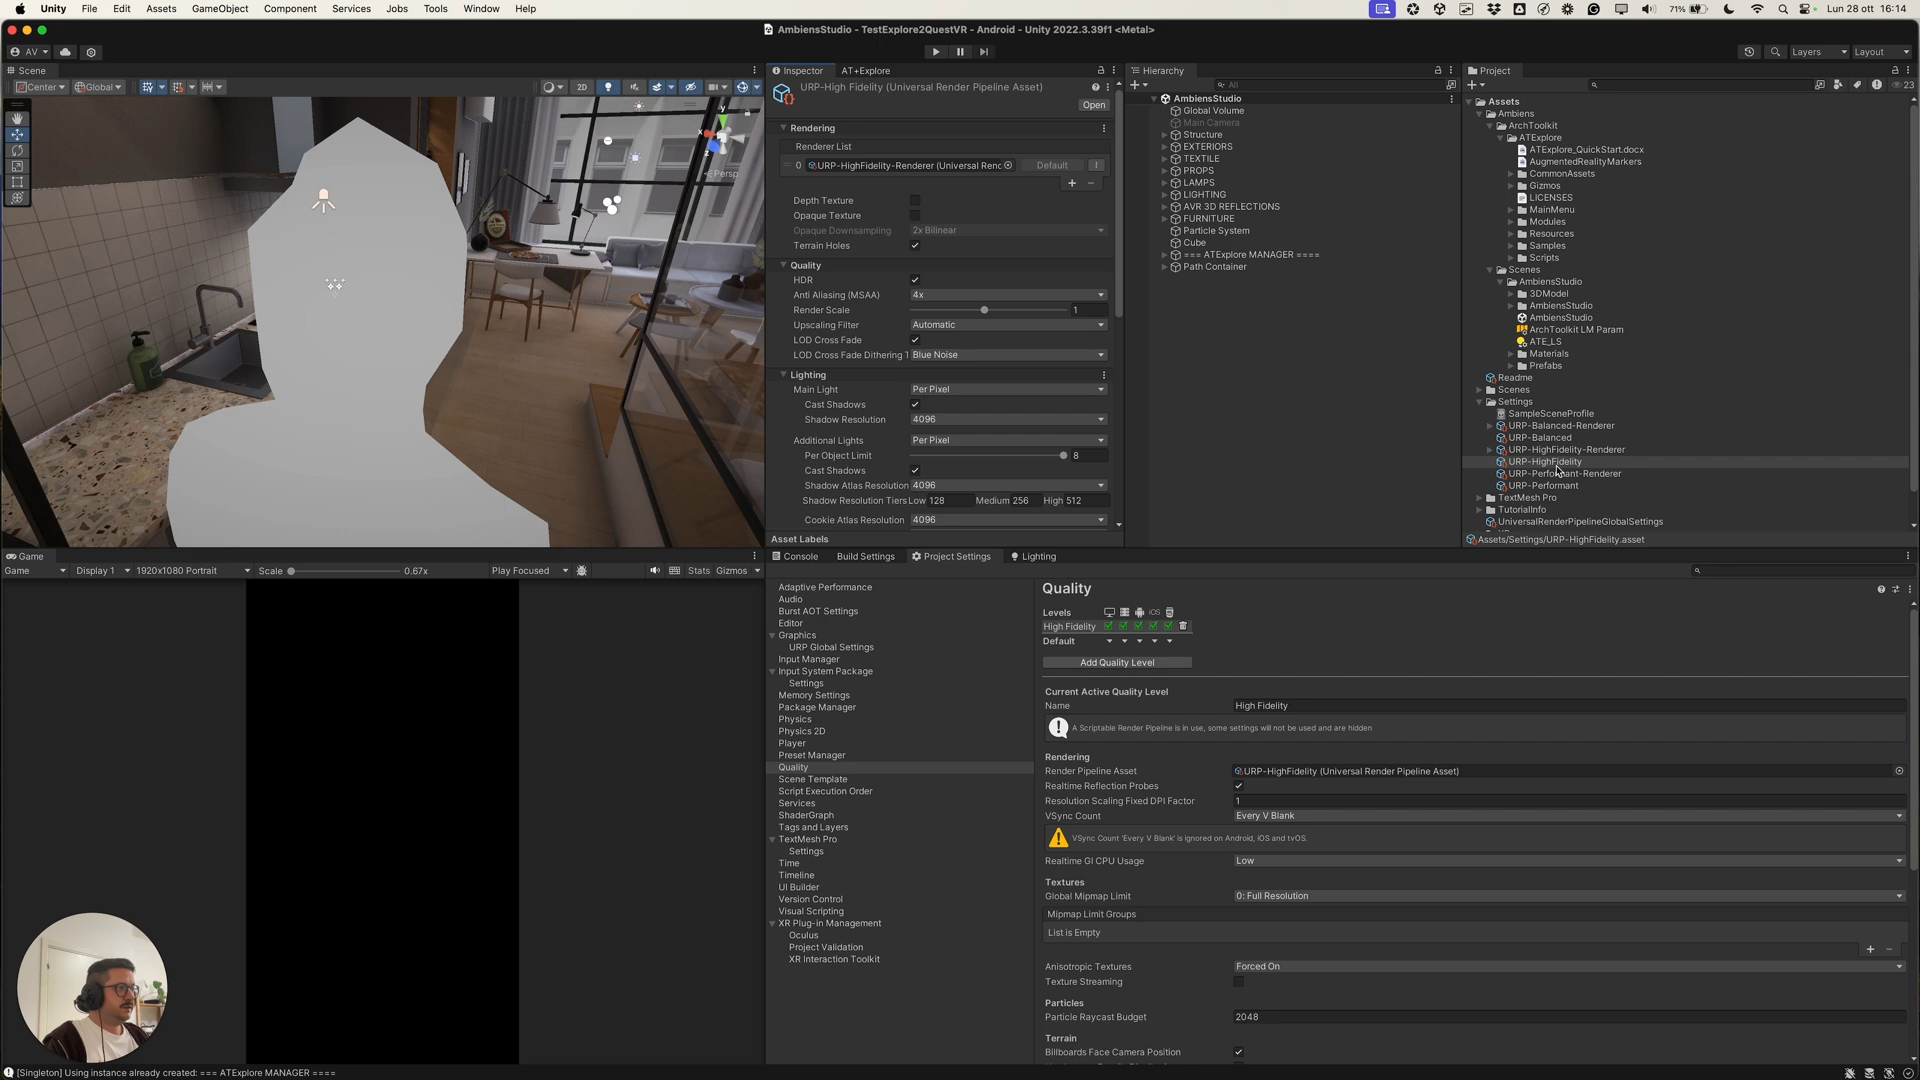 Unity File Edit Assets GameObject Component Services Jobs Tools Window Help 71% Lun 28 ott 16:14
AmbiensStudio - TestExplore2QuestVR - Android - Unity 2022.3.39f1 <Metal>
AV Layers Layout
Scene
Center Global 2D
Persp
x y
Inspector AT+Explore
URP-High Fidelity (Universal Render Pipeline Asset)
Open
Rendering
Renderer List
0 URP-HighFidelity-Renderer (Universal Renc Default
Depth Texture
Opaque Texture
Opaque Downsampling 2x Bilinear
Terrain Holes
Quality
HDR
Anti Aliasing (MSAA) 4x
Render Scale 1
Upscaling Filter Automatic
LOD Cross Fade
LOD Cross Fade Dithering T Blue Noise
Lighting
Main Light Per Pixel
Cast Shadows
Shadow Resolution 4096
Additional Lights Per Pixel
Per Object Limit 8
Cast Shadows
Shadow Atlas Resolution 4096
Shadow Resolution Tiers Low 128 Medium 256 High 512
Cookie Atlas Resolution 4096
Asset Labels
Hierarchy
All
AmbiensStudio
Global Volume
Main Camera
Structure
EXTERIORS
TEXTILE
PROPS
LAMPS
LIGHTING
AVR 3D REFLECTIONS
FURNITURE
Particle System
Cube
=== ATExplore MANAGER ====
Path Container
Project
23
Assets
Ambiens
ArchToolkit
ATExplore
ATExplore_QuickStart.docx
AugmentedRealityMarkers
CommonAssets
Gizmos
LICENSES
MainMenu
Modules
Resources
Samples
Scripts
Scenes
AmbiensStudio
3DModel
AmbiensStudio
AmbiensStudio
ArchToolkit LM Param
ATE_LS
Materials
Prefabs
Readme
Scenes
Settings
SampleSceneProfile
URP-Balanced-Renderer
URP-Balanced
URP-HighFidelity-Renderer
URP-HighFidelity
URP-Performant-Renderer
URP-Performant
TextMesh Pro
TutorialInfo
UniversalRenderPipelineGlobalSettings
Assets/Settings/URP-HighFidelity.asset
Game
Game Display 1 1920x1080 Portrait Scale 0.67x Play Focused Stats Gizmos
Console Build Settings Project Settings Lighting
Adaptive Performance
Audio
Burst AOT Settings
Editor
Graphics
URP Global Settings
Input Manager
Input System Package
Settings
Memory Settings
Package Manager
Physics
Physics 2D
Player
Preset Manager
Quality
Scene Template
Script Execution Order
Services
ShaderGraph
Tags and Layers
TextMesh Pro
Settings
Time
Timeline
UI Builder
Version Control
Visual Scripting
XR Plug-in Management
Oculus
Project Validation
XR Interaction Toolkit
Quality
Levels iOS
High Fidelity
Default
Add Quality Level
Current Active Quality Level
Name High Fidelity
A Scriptable Render Pipeline is in use, some settings will not be used and are hidden
Rendering
Render Pipeline Asset URP-HighFidelity (Universal Render Pipeline Asset)
Realtime Reflection Probes
Resolution Scaling Fixed DPI Factor 1
VSync Count Every V Blank
VSync Count 'Every V Blank' is ignored on Android, iOS and tvOS.
Realtime GI CPU Usage Low
Textures
Global Mipmap Limit 0: Full Resolution
Mipmap Limit Groups
List is Empty
Anisotropic Textures Forced On
Texture Streaming
Particles
Particle Raycast Budget 2048
Terrain
Billboards Face Camera Position
[Singleton] Using instance already created: === ATExplore MANAGER ====